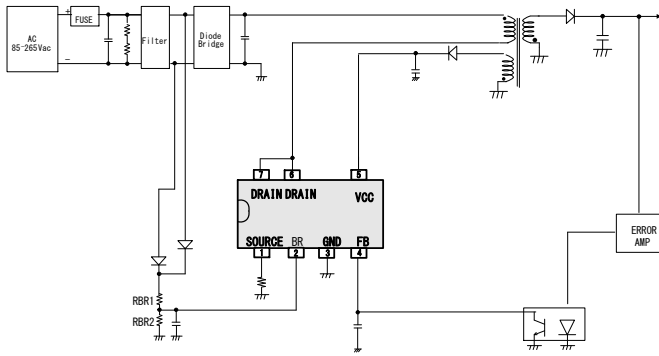 AC
85-265Vac
+
-
FUSE
Filter
Diode
Bridge
7
6
5
DRAIN DRAIN
VCC
SOURCE BR GND FB
1
2
3
4
RBR1
RBR2
ERROR
AMP